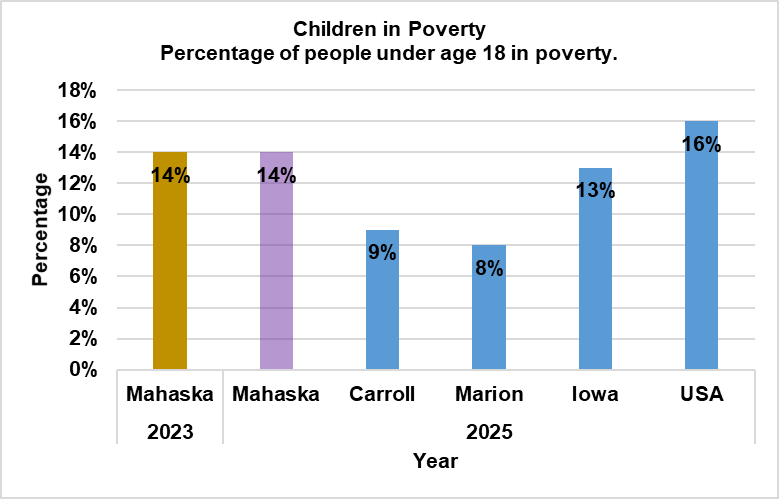 Children in Poverty
Percentage of people under age 18 in poverty.
18%
16%
14%
12%
10%
8%
6%
4%
2%
0%
Percentage
14%
14%
9%
8%
13%
16%
Mahaska
Mahaska
Carroll
Marion
Iowa
USA
2023
2025
Year